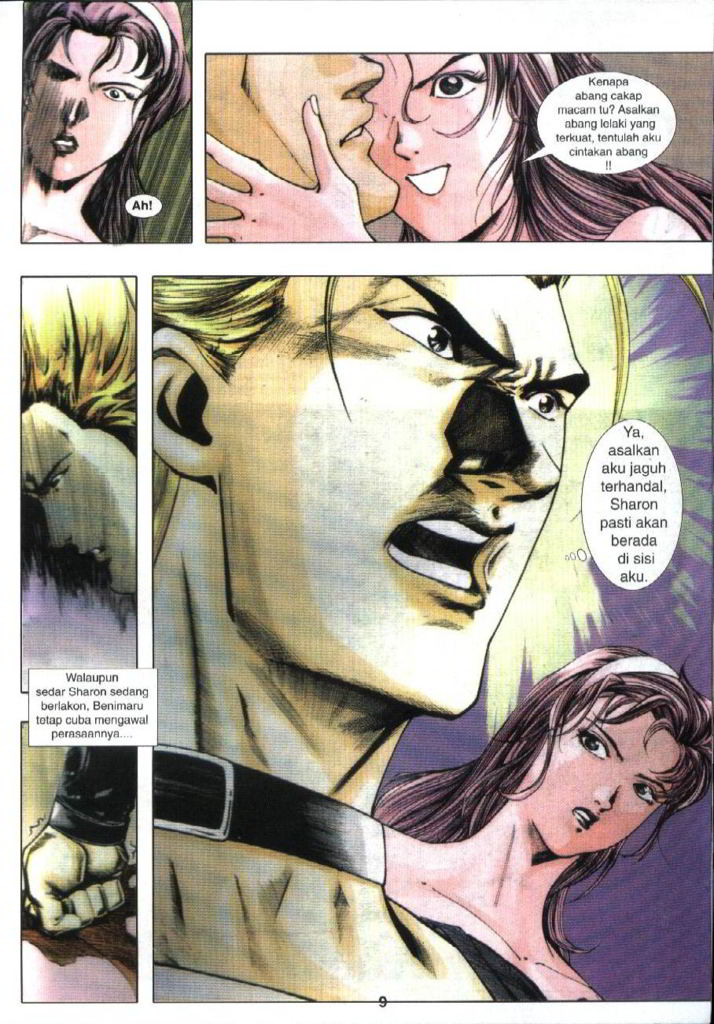 Ah!
Kenapa
abang cakap
macam tu? Asalkan
abang lelaki yang
terkuat, tentulah aku
cintakan abang
!!
Ya,
asalkan
aku jaguh
terhandal,
Sharon
pasti akan
berada
di sisi
aku.
Walaupun
sedar Sharon sedang
berlakon, Benimaru
tetap cuba mengawal
perasaannya....
9